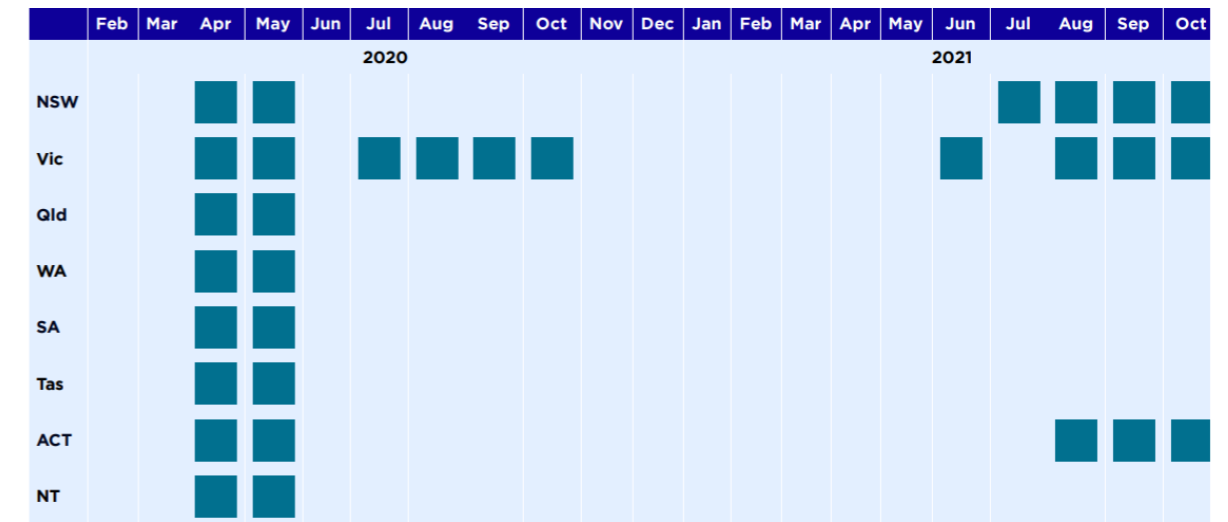 Feb Mar Apr May Jun Jul Aug Sep Oct Nov Dec Jan Feb Mar Apr May Jun Jul Aug Sep Oct
2020 2021
NSW
Vic
Qld
WA
SA
Tas
ACT
NT